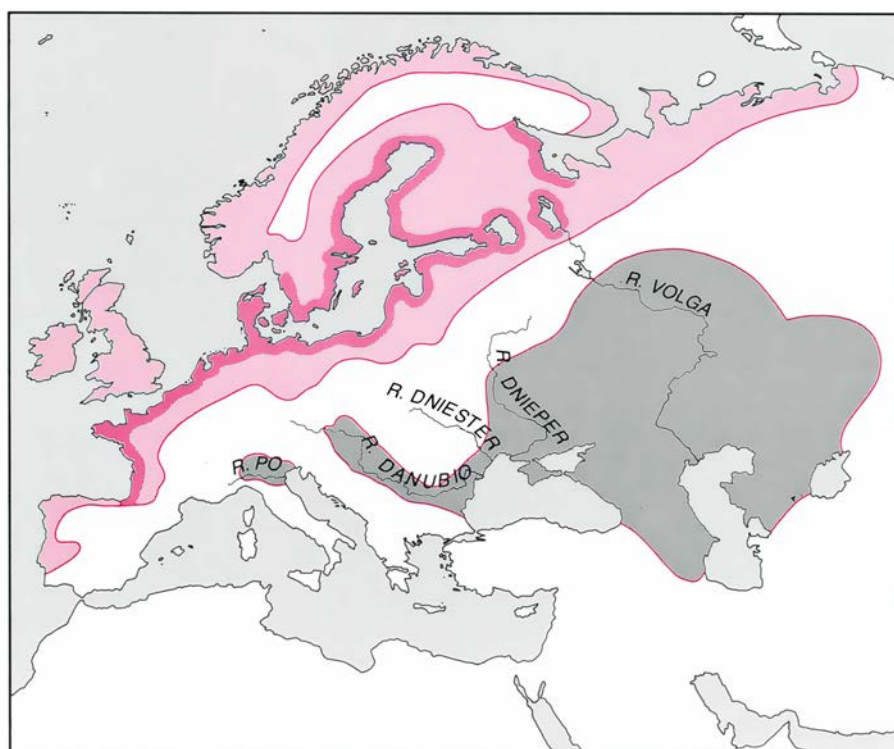 R. VOLGA
R. DNIEPER
R. DNIESTER
R. DANUBIO
R. PO